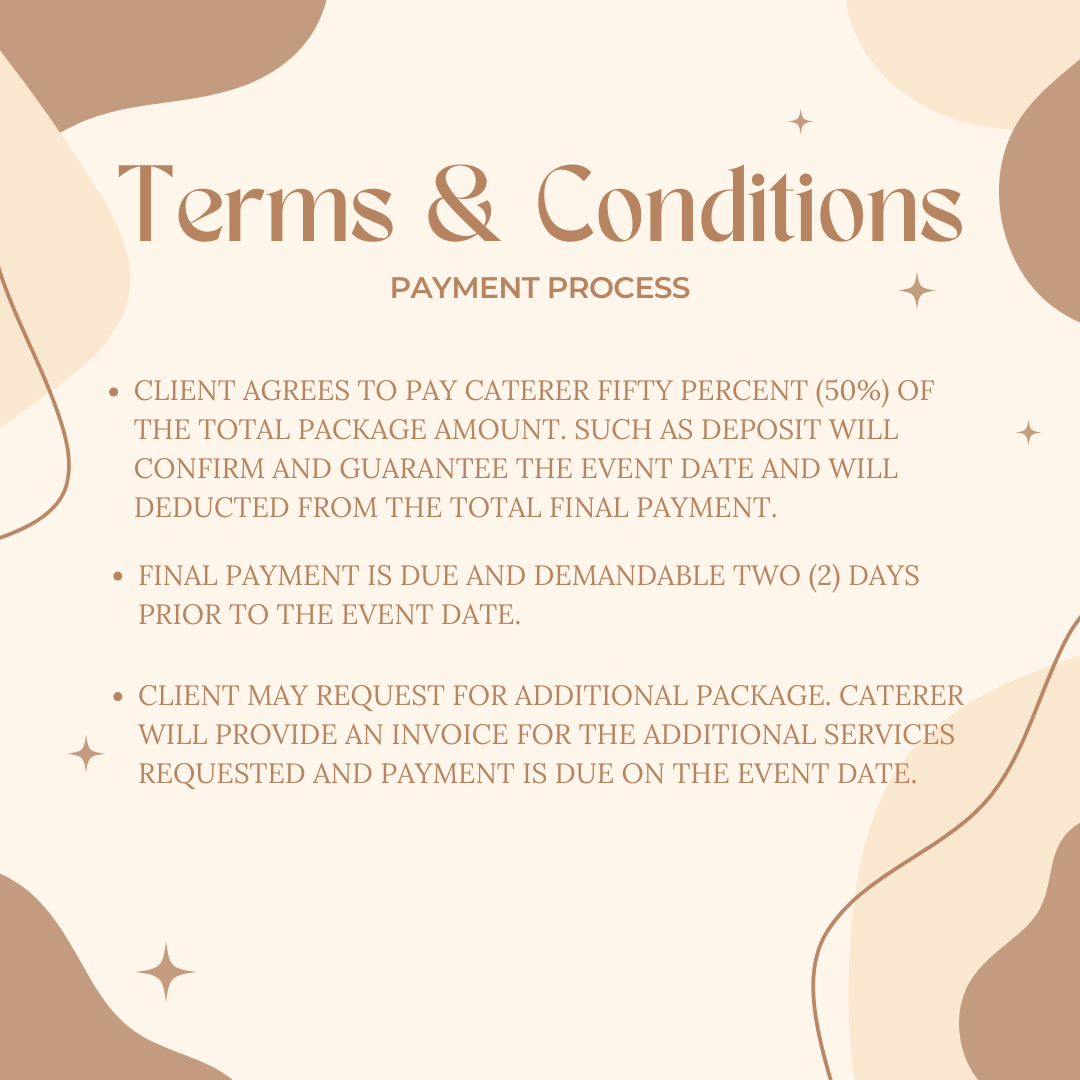 Terms & Conditions
PAYMENT PROCESS
• CLIENT AGREES TO PAY CATERER FIFTY PERCENT (50%) OF
THE TOTAL PACKAGE AMOUNT. SUCH AS DEPOSIT WILL
CONFIRM AND GUARANTEE THE EVENT DATE AND WILL
DEDUCTED FROM THE TOTAL FINAL PAYMENT.
• FINAL PAYMENT IS DUE AND DEMANDABLE TWO (2) DAYS
PRIOR TO THE EVENT DATE.
• CLIENT MAY REQUEST FOR ADDITIONAL PACKAGE. CATERER
WILL PROVIDE AN INVOICE FOR THE ADDITIONAL SERVICES
REQUESTED AND PAYMENT IS DUE ON THE EVENT DATE.